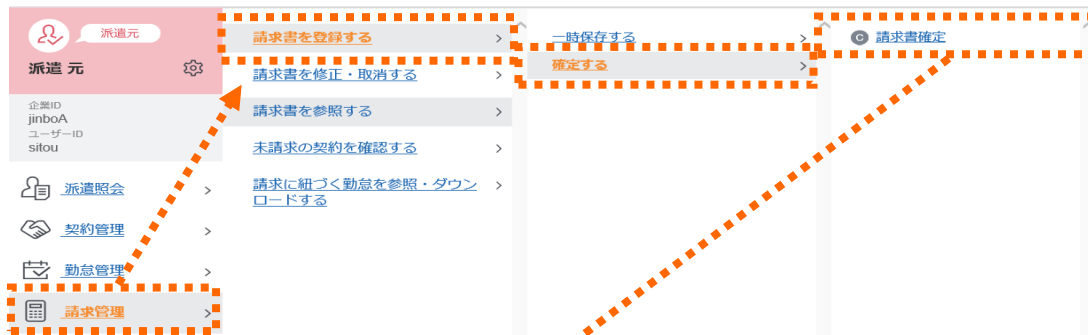 派遣元
派遣 元
企業ID
jinboA
ユーザーID
sitou
派遣照会
契約管理
勤怠管理
請求管理
請求書を登録する
請求書を修正・取消する
請求書を参照する
未請求の契約を確認する
請求に紐づく勤怠を参照・ダウン
ロードする
一時保存する
確定する
C 請求書確定